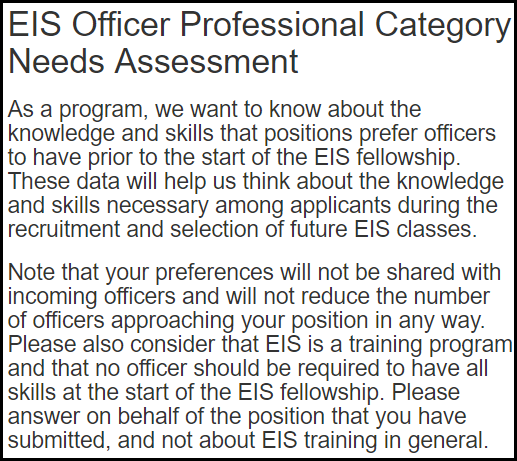 EIS Officer Professional Category
Needs Assessment
As a program, we want to know about the
knowledge and skills that positions prefer officers
to have prior to the start of the EIS fellowship.
These data will help us think about the knowledge
and skills necessary among applicants during the
recruitment and selection of future EIS classes.
Note that your preferences will not be shared with
incoming officers and will not reduce the number
of officers approaching your position in any way.
Please also consider that EIS is a training program
and that no officer should be required to have all
skills at the start of the EIS fellowship. Please
answer on behalf of the position that you have
submitted, and not about EIS training in general.